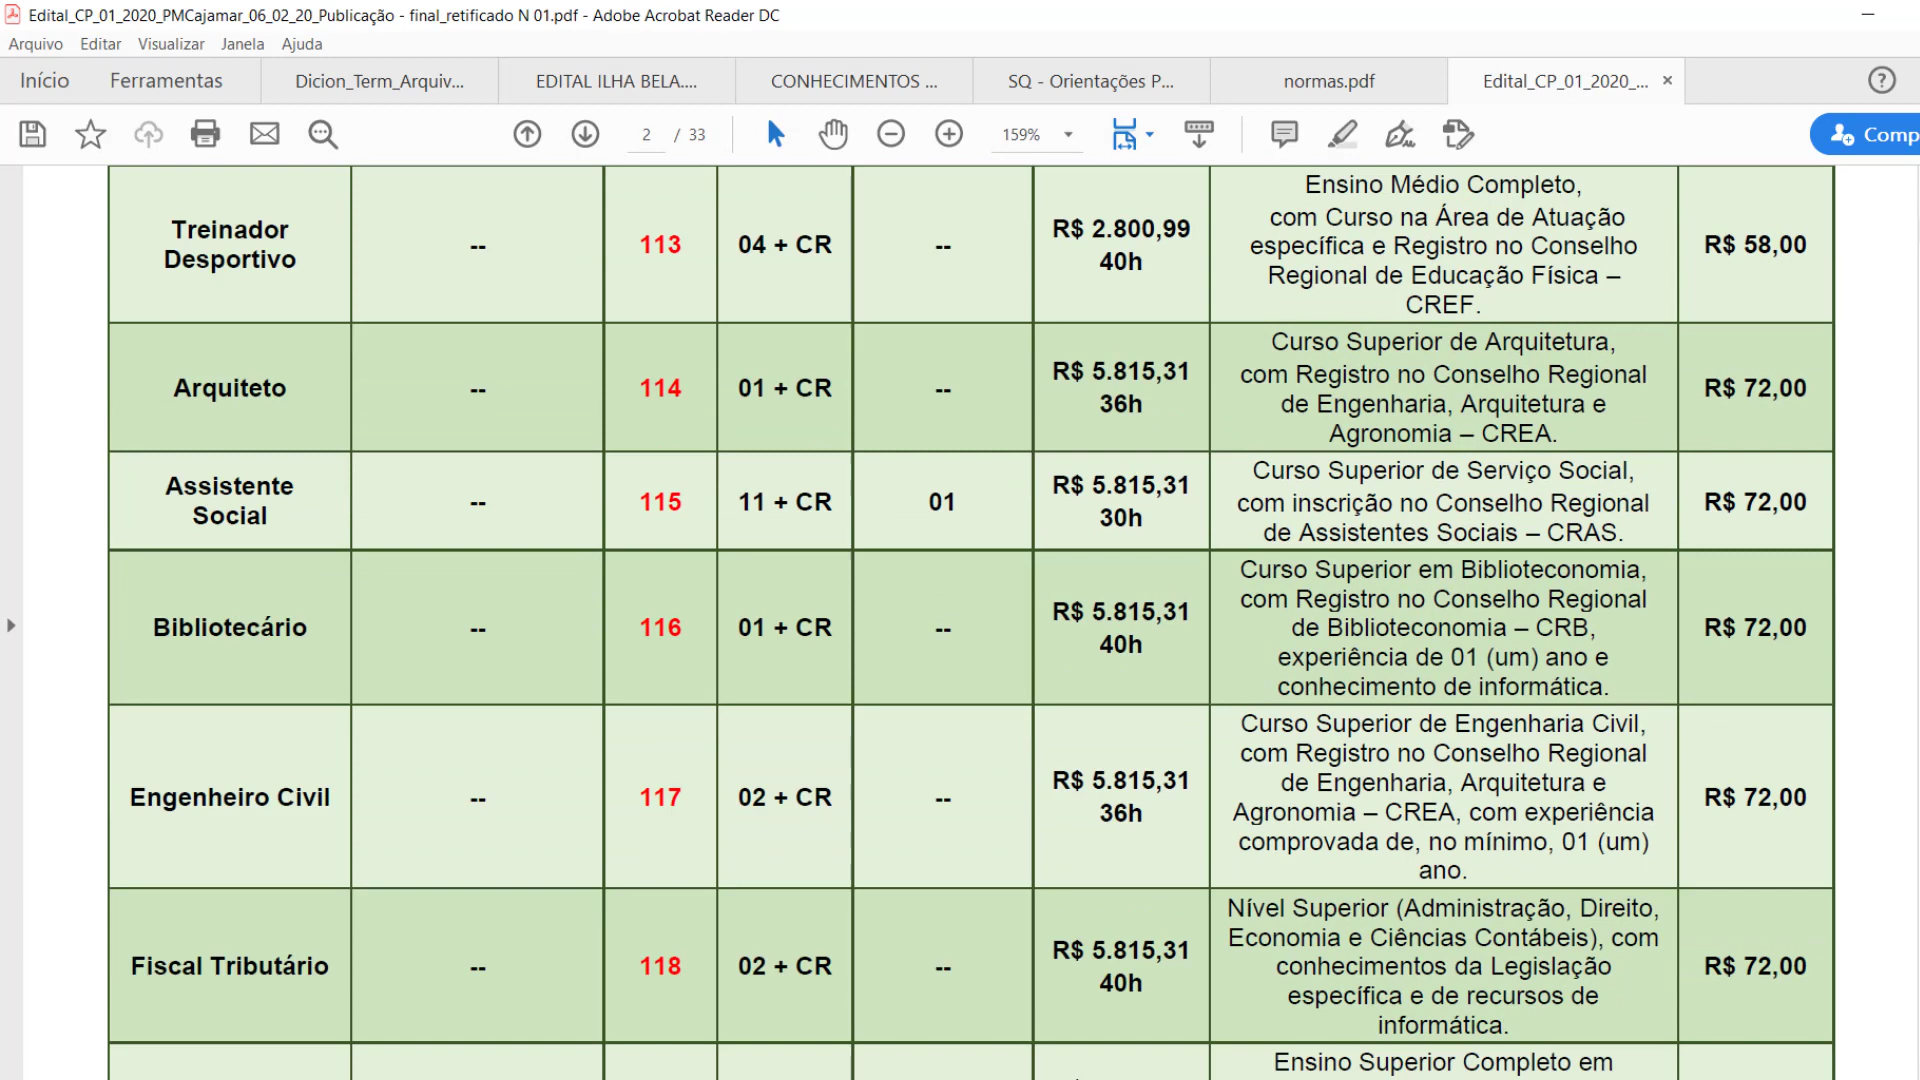 Edital_CP_01_2020_PMCajamar_06_02_20_Publicação - final_retificado N 01.pdf - Adobe Acrobat Reader DC
Arquivo Editar Visualizar Janela Ajuda
Início Ferramentas Dicion_Term_Arquiv... EDITAL ILHA BELA.... CONHECIMENTOS ... SQ - Orientações P... normas.pdf Edital_CP_01_2020_... × ?
2 / 33 159% Comp
Treinador
Desportivo
--
113
04 + CR
--
R$ 2.800,99
40h
Ensino Médio Completo,
com Curso na Área de Atuação
específica e Registro no Conselho
Regional de Educação Física –
CREF.
R$ 58,00
Arquiteto
--
114
01 + CR
--
R$ 5.815,31
36h
Curso Superior de Arquitetura,
com Registro no Conselho Regional
de Engenharia, Arquitetura e
Agronomia – CREA.
R$ 72,00
Assistente
Social
--
115
11 + CR
01
R$ 5.815,31
30h
Curso Superior de Serviço Social,
com inscrição no Conselho Regional
de Assistentes Sociais – CRAS.
R$ 72,00
Bibliotecário
--
116
01 + CR
--
R$ 5.815,31
40h
Curso Superior em Biblioteconomia,
com Registro no Conselho Regional
de Biblioteconomia – CRB,
experiência de 01 (um) ano e
conhecimento de informática.
R$ 72,00
Engenheiro Civil
--
117
02 + CR
--
R$ 5.815,31
36h
Curso Superior de Engenharia Civil,
com Registro no Conselho Regional
de Engenharia, Arquitetura e
Agronomia – CREA, com experiência
comprovada de, no mínimo, 01 (um)
ano.
R$ 72,00
Fiscal Tributário
--
118
02 + CR
--
R$ 5.815,31
40h
Nível Superior (Administração, Direito,
Economia e Ciências Contábeis), com
conhecimentos da Legislação
específica e de recursos de
informática.
R$ 72,00
Ensino Superior Completo em